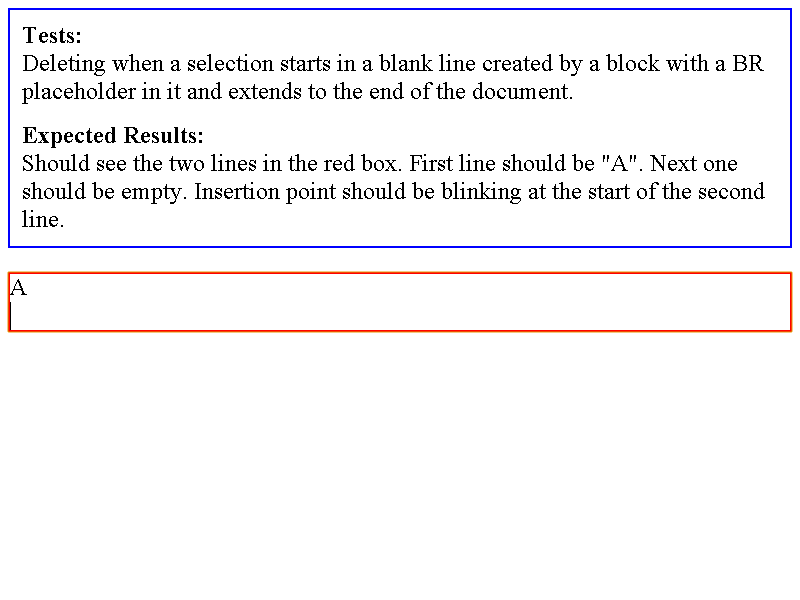 Tests:
Deleting when a selection starts in a blank line created by a block with a BR
placeholder in it and extends to the end of the document.
Expected Results:
Should see the two lines in the red box. First line should be "A". Next one
should be empty. Insertion point should be blinking at the start of the second
line.
A